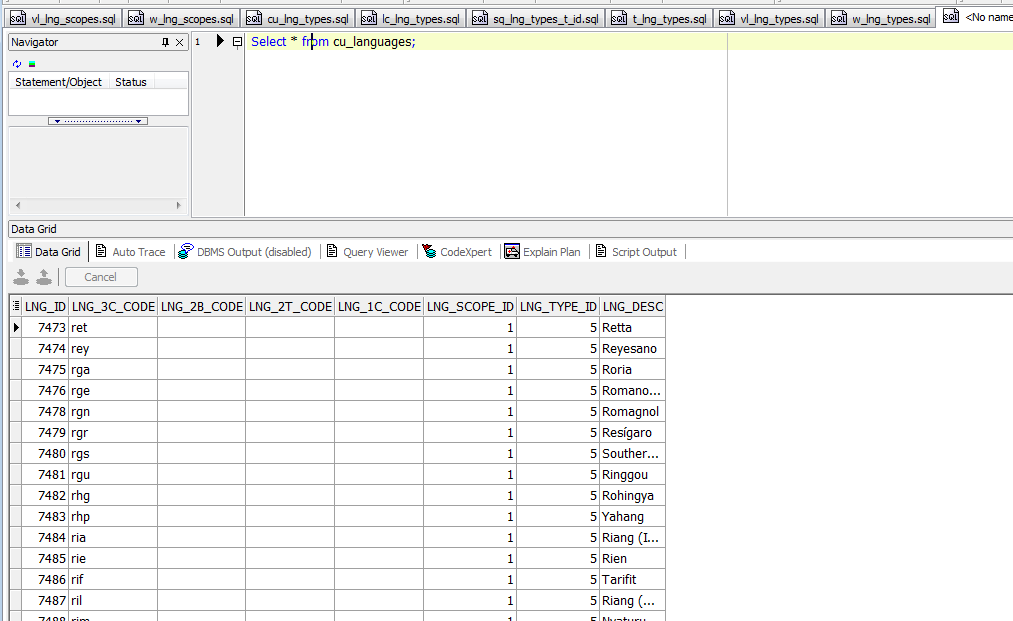 vl_lng_scopes.sql w_lng_scopes.sql cu_lng_types.sql lc_lng_types.sql sq_lng_types_t_id.sql t_lng_types.sql vl_lng_types.sql w_lng_types.sql <No name
Navigator
1 Select * from cu_languages;
Statement/Object Status
Data Grid
Data Grid Auto Trace DBMS Output (disabled) Query Viewer CodeXpert Explain Plan Script Output
Cancel
LNG_ID LNG_3C_CODE LNG_2B_CODE LNG_2T_CODE LNG_1C_CODE LNG_SCOPE_ID LNG_TYPE_ID LNG_DESC
7473 ret 1 5 Retta
7474 rey 1 5 Reyesano
7475 rga 1 5 Roria
7476 rge 1 5 Romano...
7478 rgn 1 5 Romagnol
7479 rgr 1 5 Resígaro
7480 rgs 1 5 Souther...
7481 rgu 1 5 Ringgou
7482 rhg 1 5 Rohingya
7483 rhp 1 5 Yahang
7484 ria 1 5 Riang (I...
7485 rie 1 5 Rien
7486 rif 1 5 Tarifit
7487 ril 1 5 Riang (...
7488 rim 1 5 Nyaturu